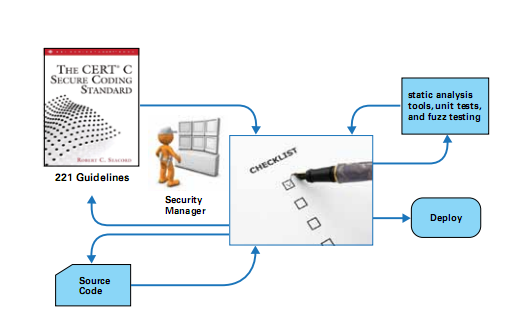 THE CERT® C
SECURE CODING
STANDARD
ROBERT C. SEACORD
221 Guidelines
Security
Manager
CHECKLIST
static analysis
tools, unit tests,
and fuzz testing
Deploy
Source
Code